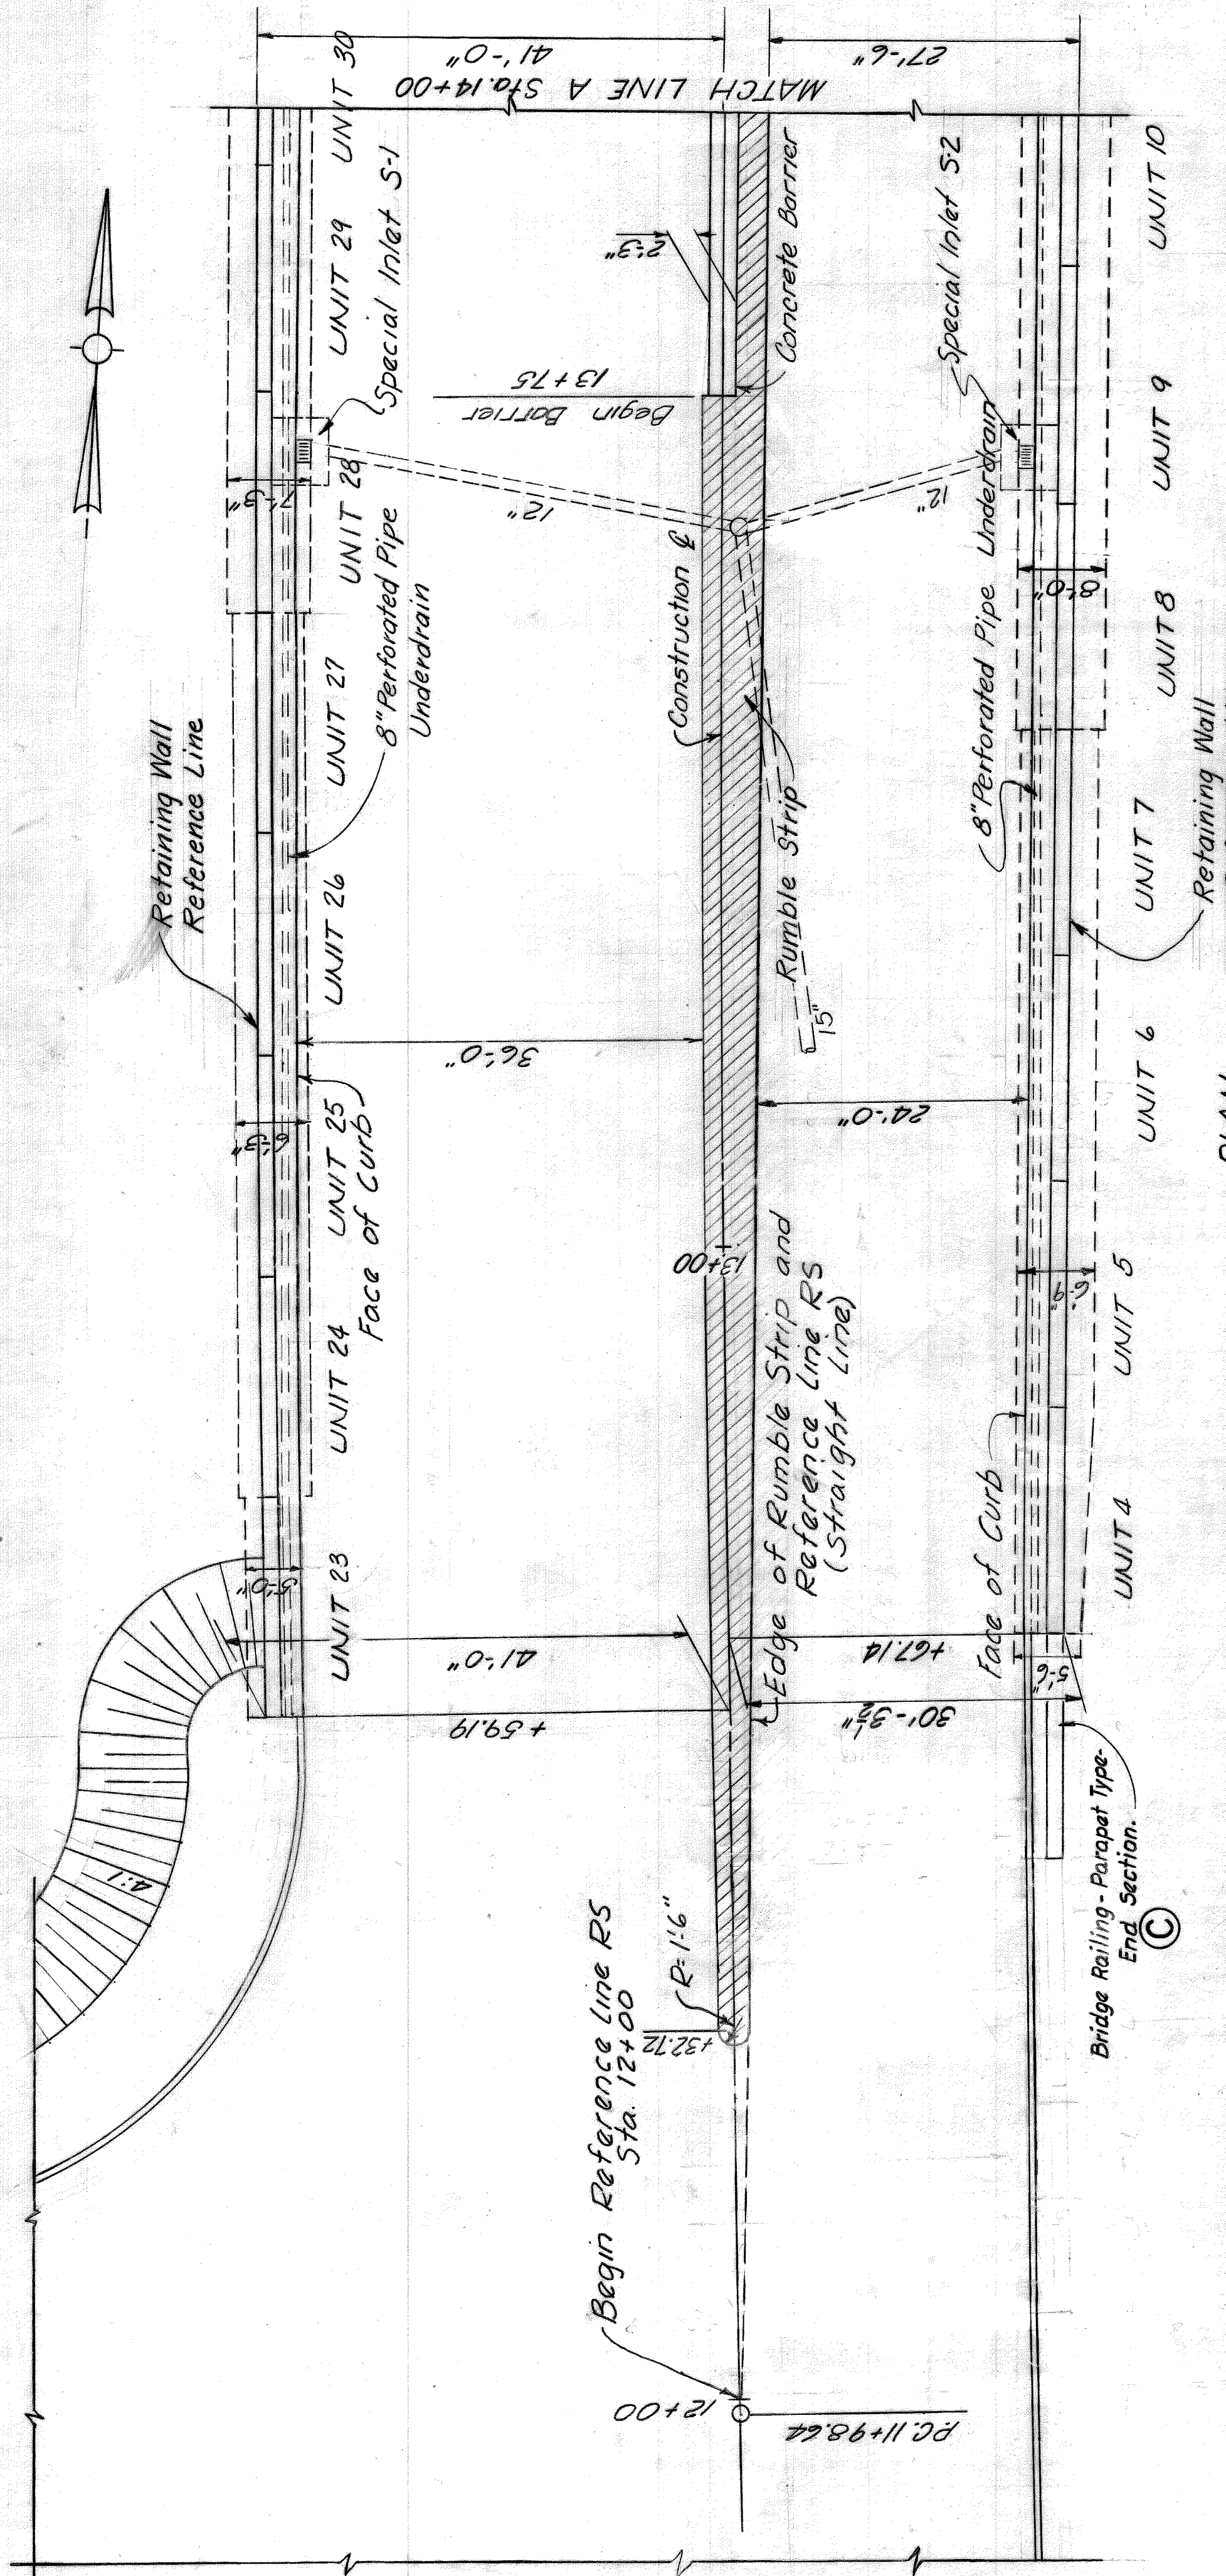 41'-0"
27'-6"
MATCH LINE A Sta. 14+00
UNIT 30
UNIT 29
Special Inlet S-1
UNIT 28
7'-3"
8" Perforated Pipe
Underdrain
UNIT 27
UNIT 26
UNIT 25
Face of Curb
6'-3"
UNIT 24
UNIT 23
5'-0"
Retaining Wall
Reference Line
2'-3"
Concrete Barrier
Begin Barrier
13+75
12"
12"
Construction ℄
Rumble Strip
15"
36'-0"
24'-0"
13+00
Edge of Rumble Strip and
Reference Line RS
(Straight Line)
41'-0"
+59.19
+67.14
30'-3½"
5'-6"
Special Inlet S-2
8" Perforated Pipe Underdrain
8'-0"
6'-9"
Face of Curb
UNIT 10
UNIT 9
UNIT 8
UNIT 7
UNIT 6
UNIT 5
UNIT 4
Retaining Wall
PLAN
Bridge Railing - Parapet Type-
End Section.
C
4:1
R=1'-6"
+32.72
Begin Reference Line RS
Sta. 12+00
12+00
P.C. 11+98.64